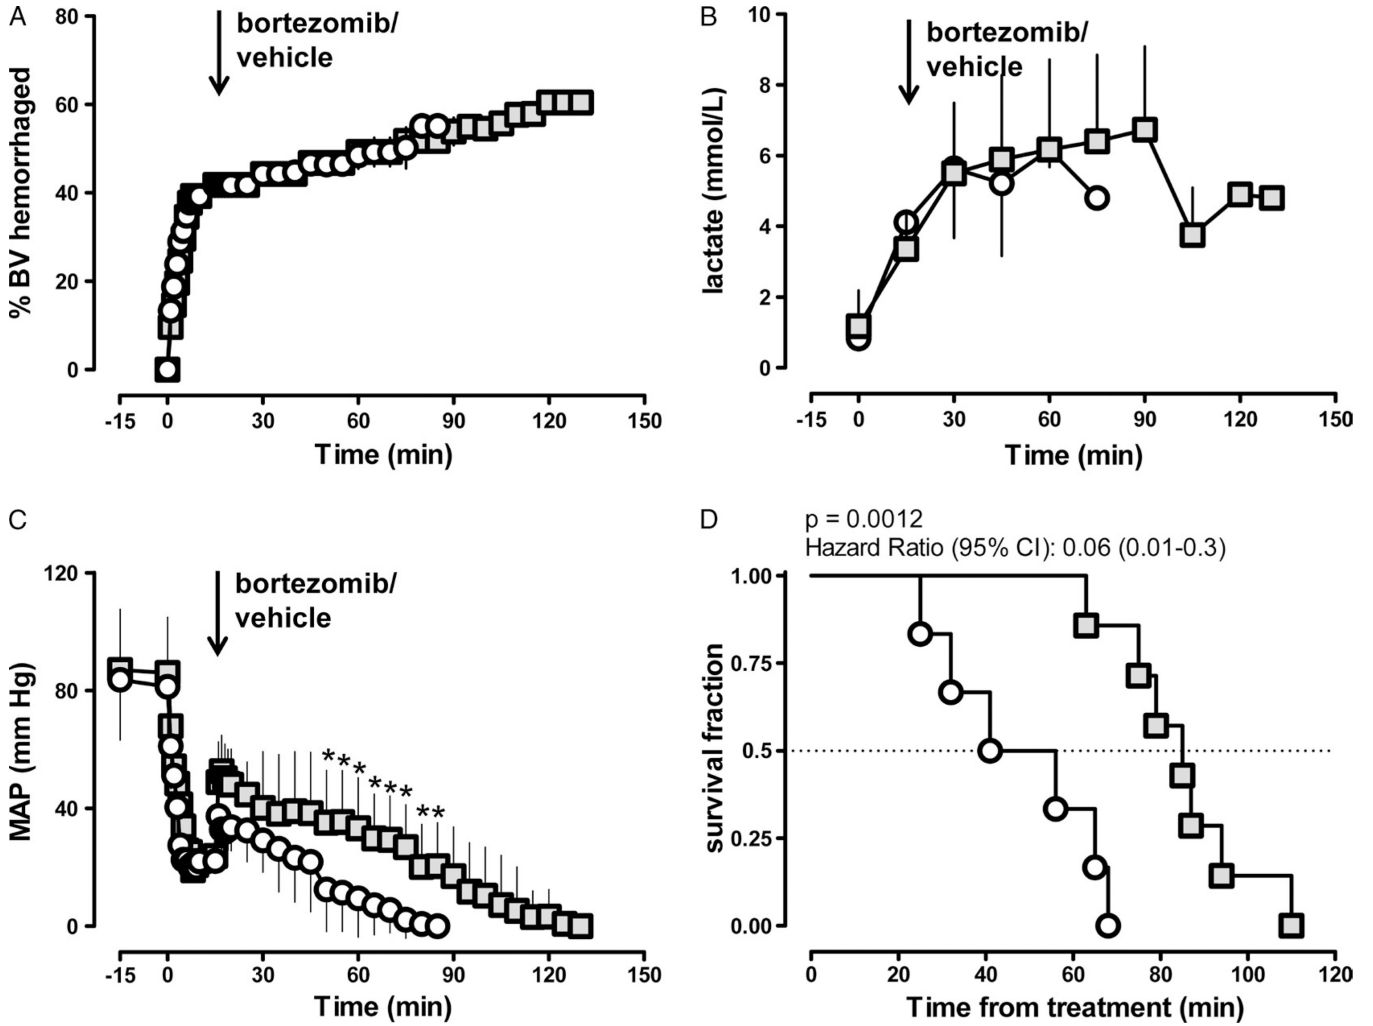 A
bortezomib/
vehicle
% BV hemorrhaged
80
60
40
20
0
-15 0 30 60 90 120 150
Time (min)
B
bortezomib/
vehicle
lactate (mmol/L)
10
8
6
4
2
0
-15 0 30 60 90 120 150
Time (min)
C
bortezomib/
vehicle
MAP (mm Hg)
120
80
40
0
********
-15 0 30 60 90 120 150
Time (min)
D
p = 0.0012
Hazard Ratio (95% CI): 0.06 (0.01-0.3)
survival fraction
1.00
0.75
0.5
0.25
0.00
0 20 40 60 80 100 120
Time from treatment (min)